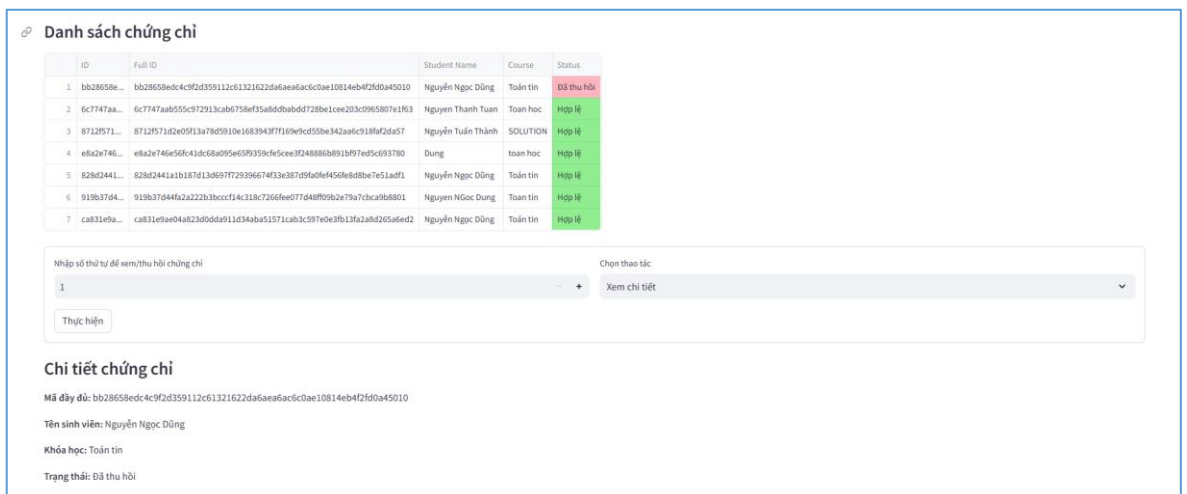 Danh sách chứng chỉ
ID Full ID Student Name Course Status
1 bb28658e... bb28658edc4c9f2d359112c61321622da6aea6ac6c0ae10814eb4f2fd0a45010 Nguyễn Ngọc Dũng Toán tin Đã thu hồi
2 6c7747aa... 6c7747aab555c972913cab6758ef35a8ddbabdd728be1cee203c0965807e1f63 Nguyen Thanh Tuan Toan hoc Hợp lệ
3 8712f571... 8712f571d2e05f13a78d5910e1683943f7f169e9cd55be342aa6c918faf2da57 Nguyễn Tuấn Thành SOLUTION Hợp lệ
4 e8a2e746... e8a2e746e56fc41dc68a095e65f9359cfe5cee3f248886b891bf97ed5c693780 Dung toan hoc Hợp lệ
5 828d2441... 828d2441a1b187d13d697f729396674f33e387d9fa0fef456fe8d8be7e51adf1 Nguyễn Ngọc Dũng Toán tin Hợp lệ
6 919b37d4... 919b37d44fa2a222b3bcccf14c318c7266fee077d48ff09b2e79a7cbca9b8801 Nguyen NGoc Dung Toan tin Hợp lệ
7 ca831e9a... ca831e9ae04a823d0dda911d34aba51571cab3c597e0e3fb13fa2a8d265a6ed2 Nguyễn Ngọc Dũng Toán tin Hợp lệ
Nhập số thứ tự để xem/thu hồi chứng chỉ Chọn thao tác
1 − + Xem chi tiết
Thực hiện
Chi tiết chứng chỉ
Mã đầy đủ: bb28658edc4c9f2d359112c61321622da6aea6ac6c0ae10814eb4f2fd0a45010
Tên sinh viên: Nguyễn Ngọc Dũng
Khóa học: Toán tin
Trạng thái: Đã thu hồi